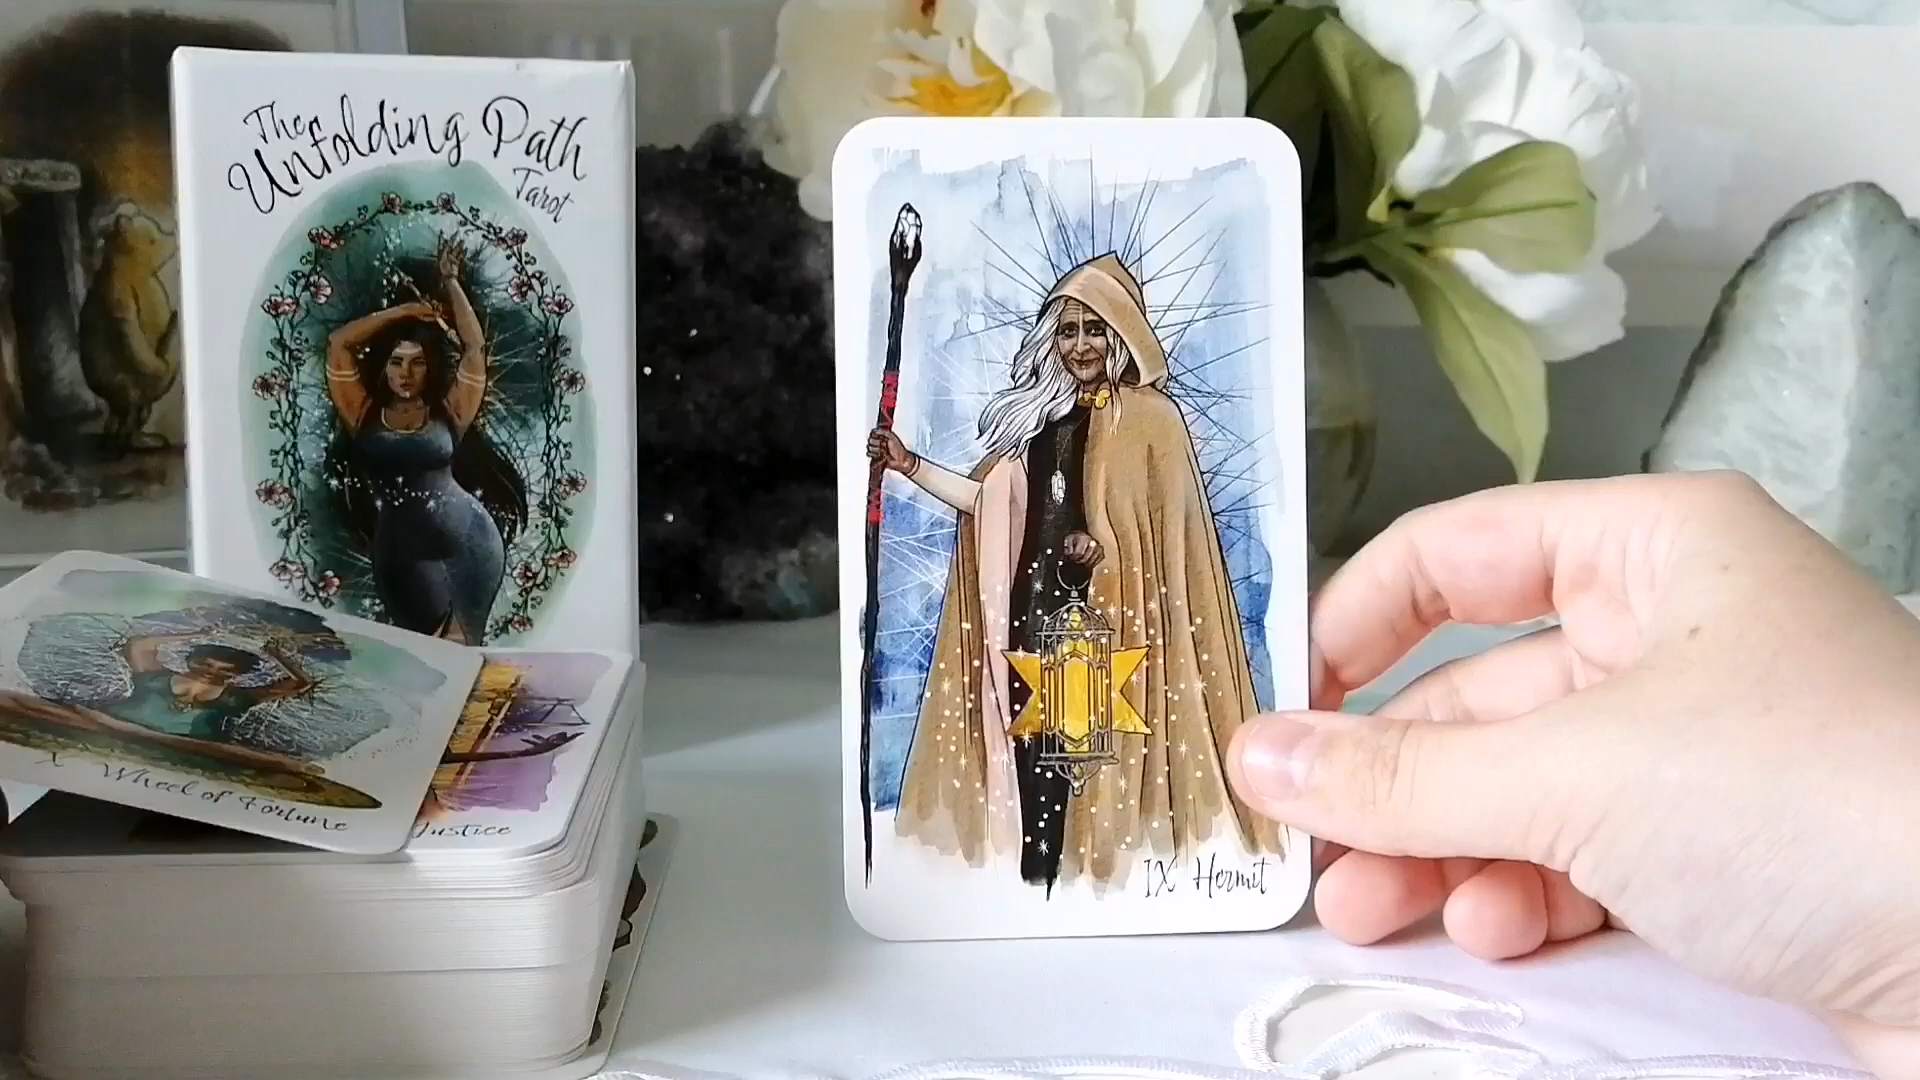 The
Unfolding Path
Tarot
IX Hermit
X Wheel of Fortune
Justice